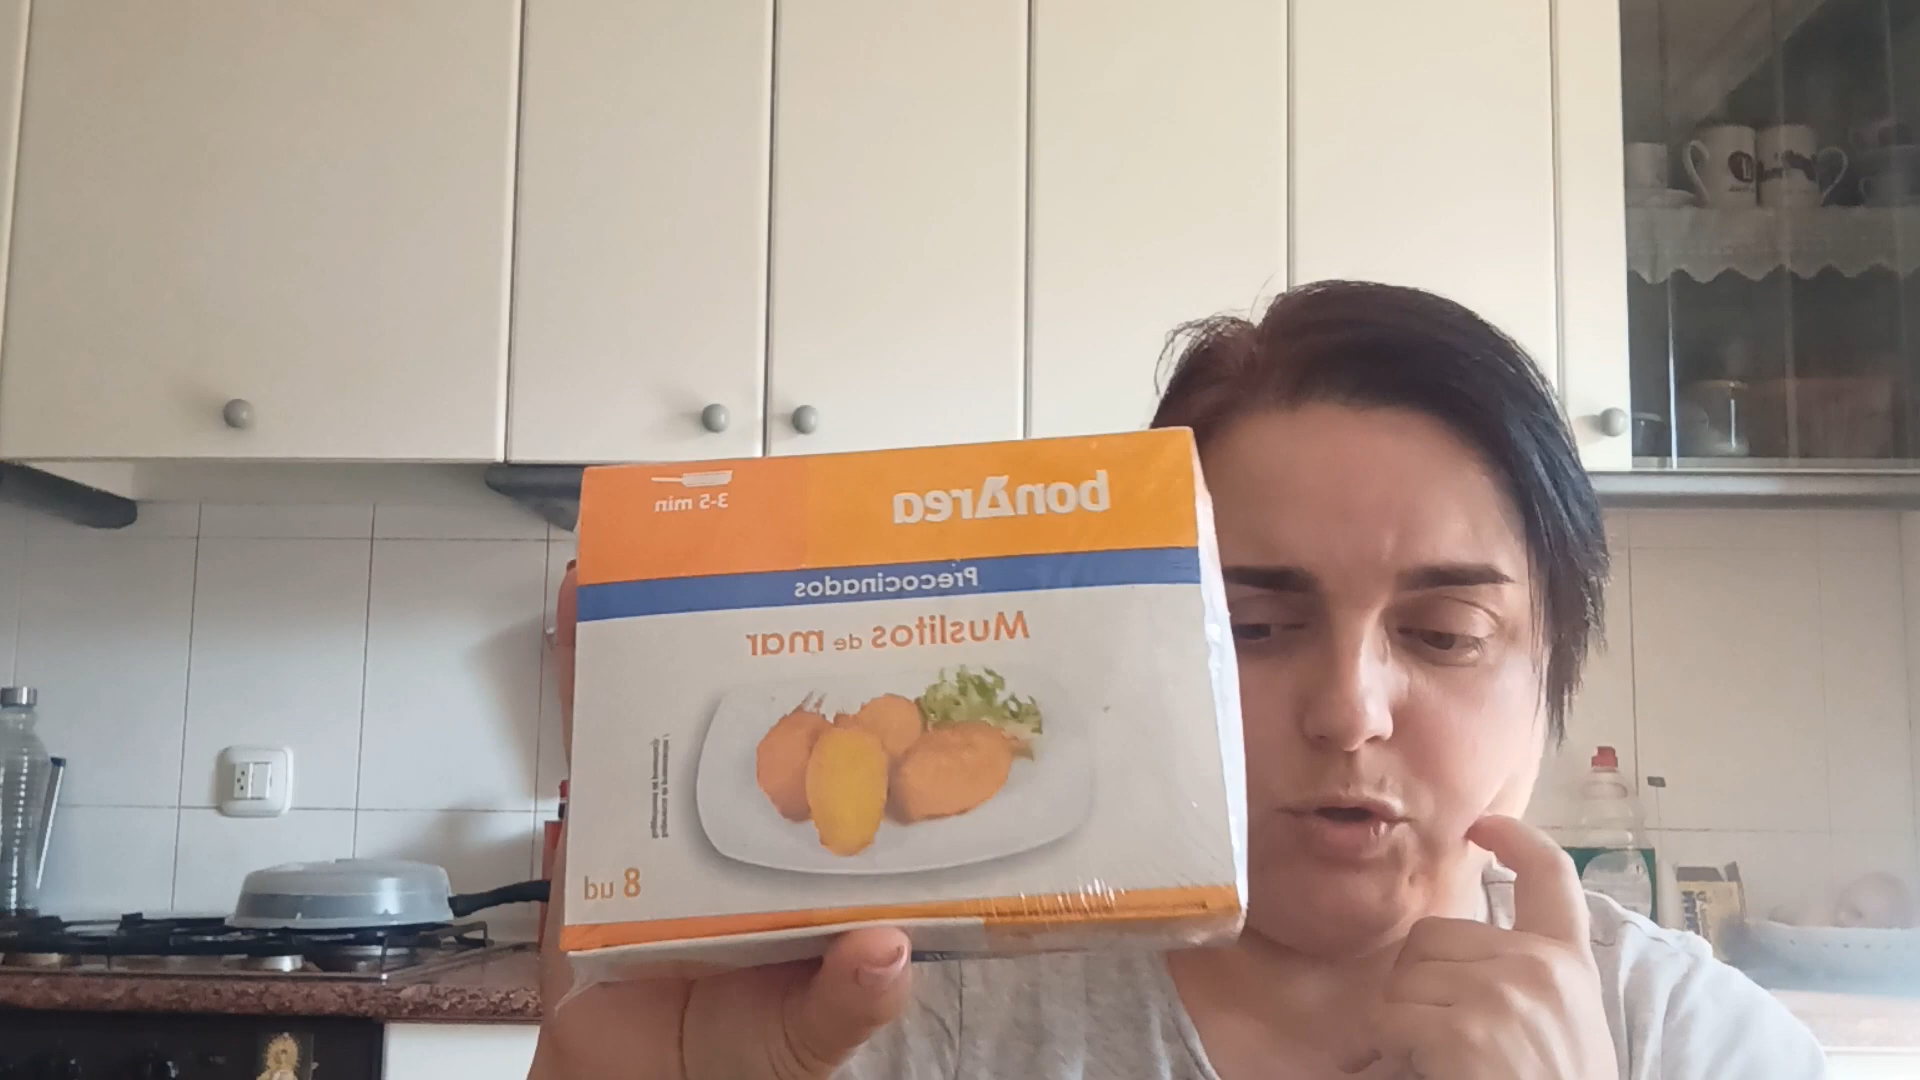 bonÀrea
3-5 min
Precocinados
Muslitos de mar
8 ud